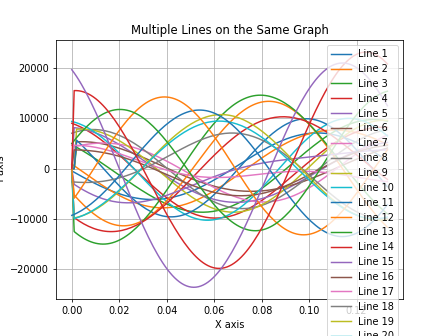 Multiple Lines on the Same Graph
20000
10000
0
−10000
−20000
axis
0.00
0.02
0.04
0.06
0.08
0.10
X axis
Line 1
Line 2
Line 3
Line 4
Line 5
Line 6
Line 7
Line 8
Line 9
Line 10
Line 11
Line 12
Line 13
Line 14
Line 15
Line 16
Line 17
Line 18
Line 19
Line 20